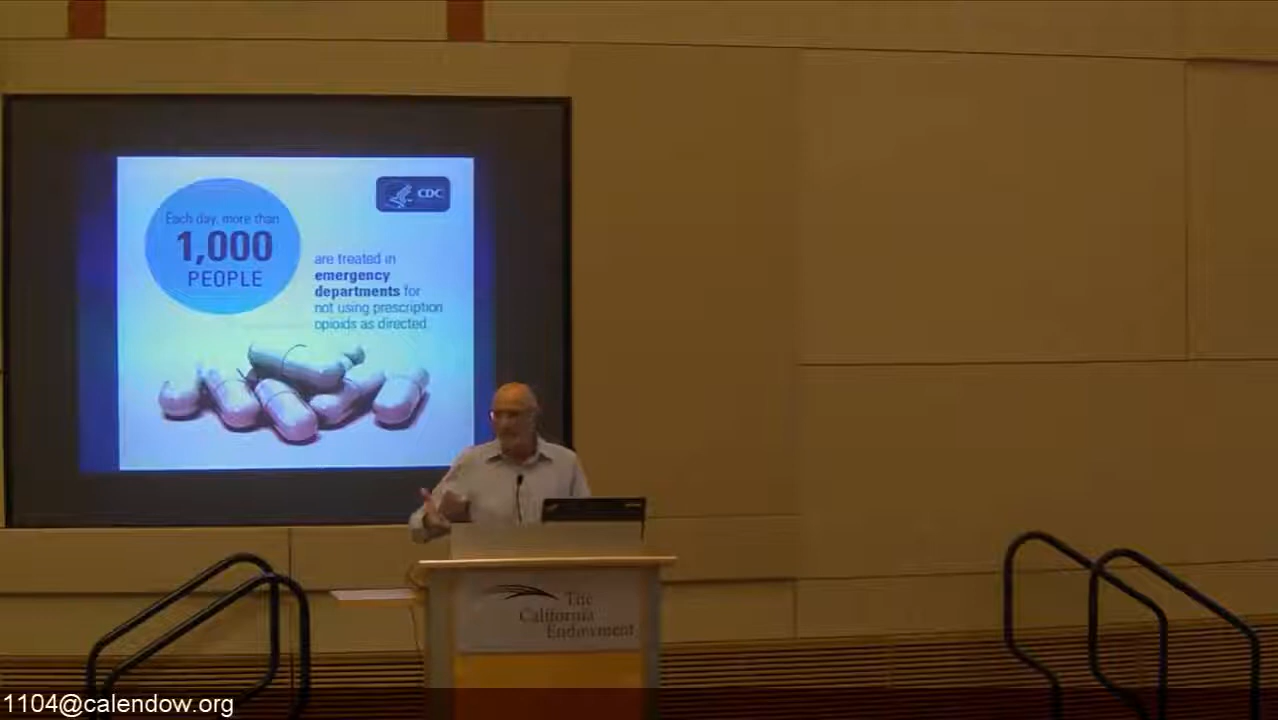 Each day, more than
1,000
PEOPLE
CDC
are treated in
emergency
departments for
not using prescription
opioids as directed.
The
California
Endowment
1104@calendow.org